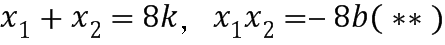 x₁ + x₂ = 8k, x₁x₂ =– 8b( ** )